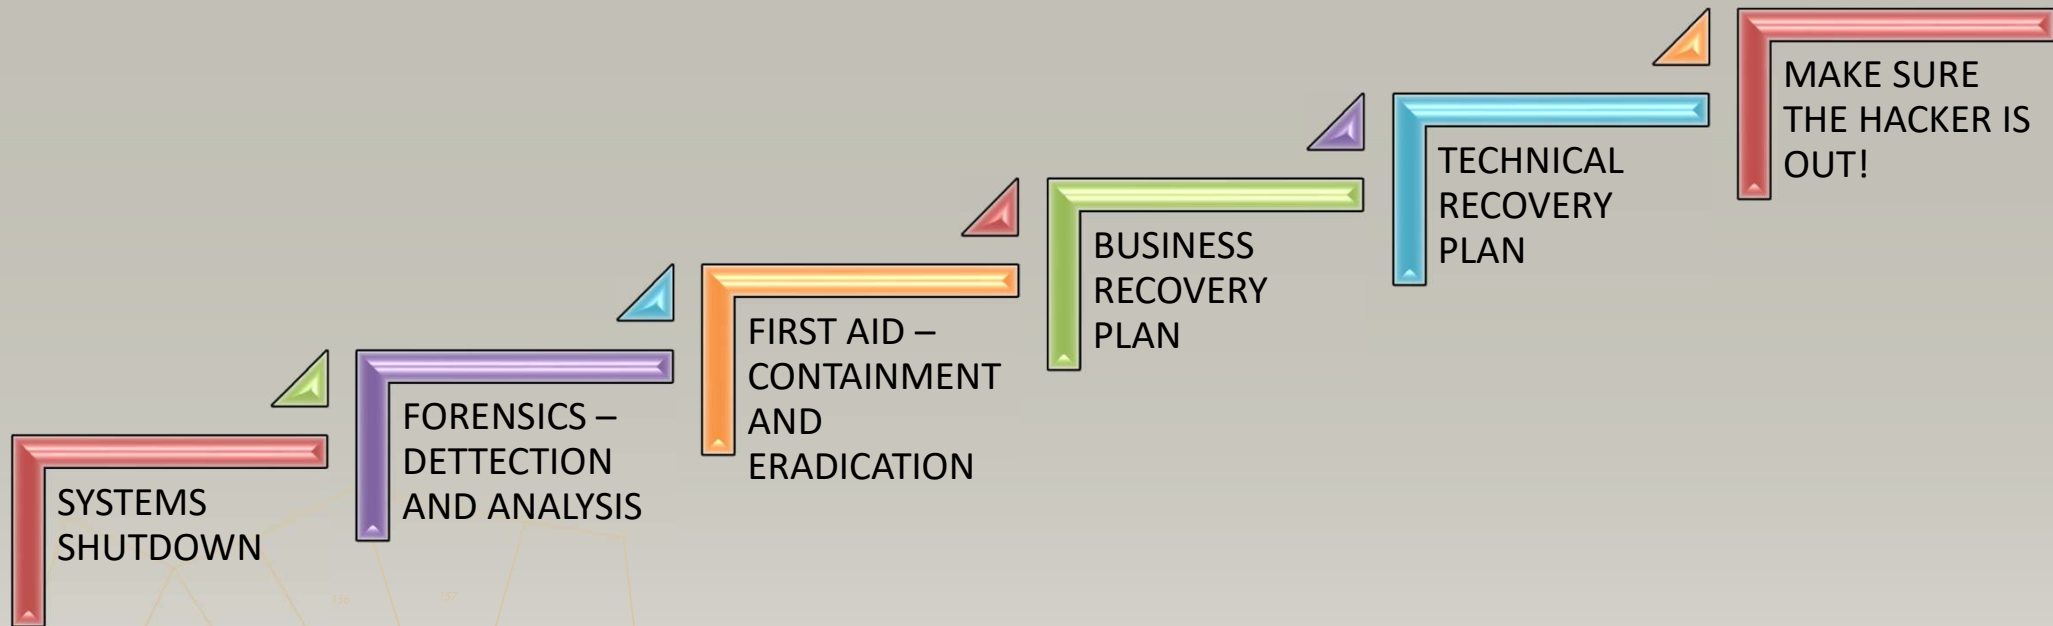 SYSTEMS
SHUTDOWN
FORENSICS –
DETTECTION
AND ANALYSIS
FIRST AID –
CONTAINMENT
AND
ERADICATION
BUSINESS
RECOVERY
PLAN
TECHNICAL
RECOVERY
PLAN
MAKE SURE
THE HACKER IS
OUT!
157